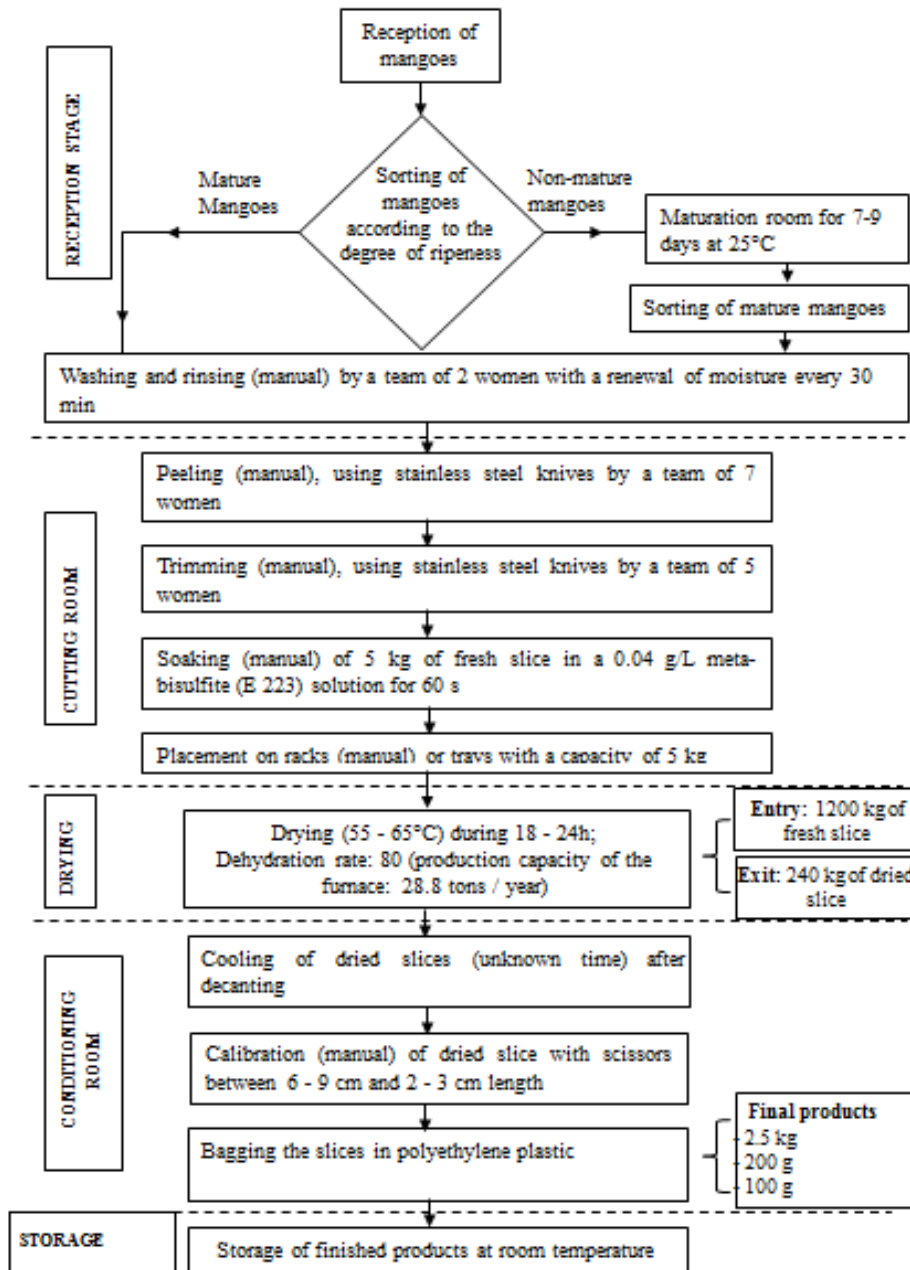 Reception of
mangoes
RECEPTION STAGE
Mature
Mangoes
Sorting of
mangoes
according to the
degree of ripeness
Non-mature
mangoes
Maturation room for 7-9
days at 25°C
Sorting of mature mangoes
Washing and rinsing (manual) by a team of 2 women with a renewal of moisture every 30
min
CUTTING ROOM
Peeling (manual), using stainless steel knives by a team of 7
women
Trimming (manual), using stainless steel knives by a team of 5
women
Soaking (manual) of 5 kg of fresh slice in a 0.04 g/L meta-
bisulfite (E 223) solution for 60 s
Placement on racks (manual) or trays with a capacity of 5 kg
DRYING
Drying (55 - 65°C) during 18 - 24h;
Dehydration rate: 80 (production capacity of the
furnace: 28.8 tons / year)
Entry: 1200 kg of
fresh slice
Exit: 240 kg of dried
slice
CONDITIONING
ROOM
Cooling of dried slices (unknown time) after
decanting
Calibration (manual) of dried slice with scissors
between 6 - 9 cm and 2 - 3 cm length
Bagging the slices in polyethylene plastic
Final products
- 2.5 kg
- 200 g
- 100 g
STORAGE
Storage of finished products at room temperature